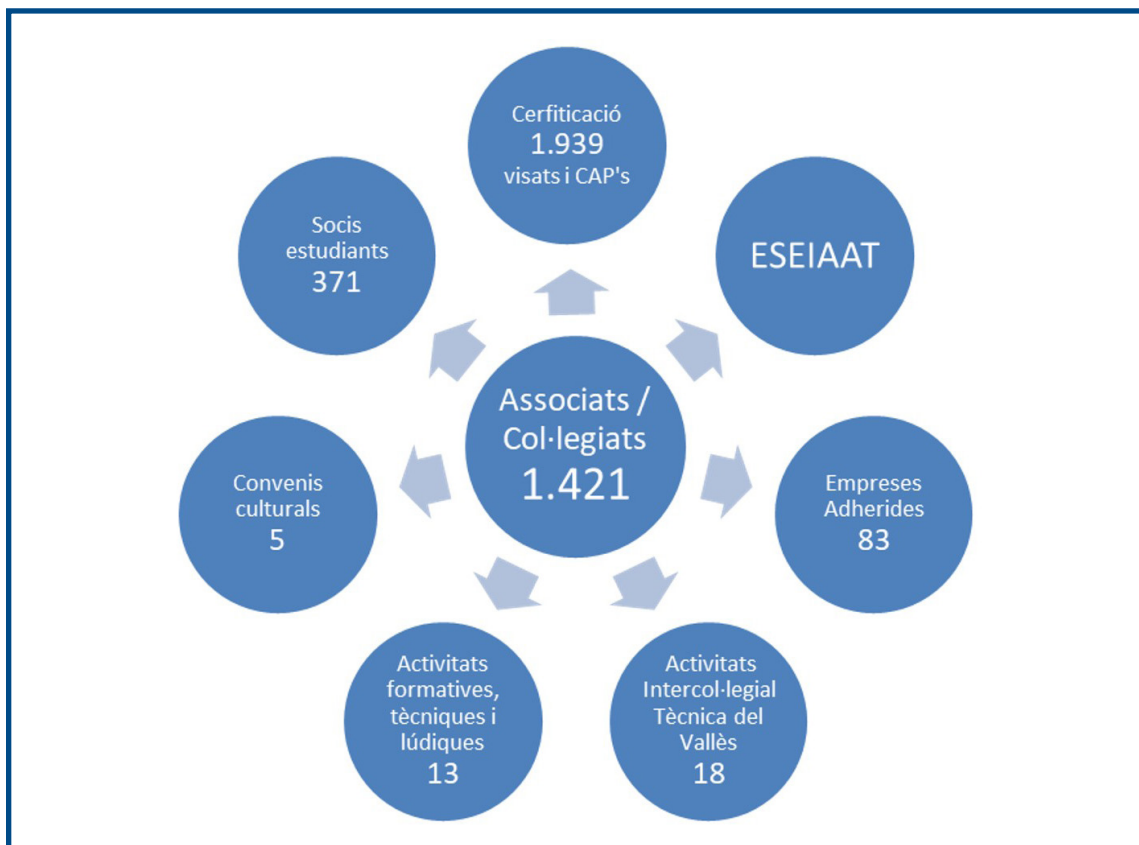 Cerfiticació
1.939
visats i CAP's
ESEIAAT
Socis
estudiants
371
Associats /
Col·legiats
1.421
Convenis
culturals
5
Empreses
Adherides
83
Activitats
formatives,
tècniques i
lúdiques
13
Activitats
Intercol·legial
Tècnica del
Vallès
18